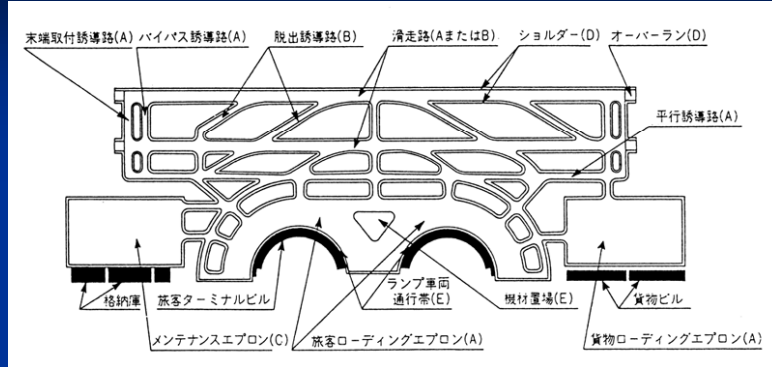 末端取付誘導路(A) バイパス誘導路(A) 脱出誘導路(B) 滑走路(AまたはB) ショルダー(D) オーバーラン(D)
平行誘導路(A)
格納庫 旅客ターミナルビル ランプ車両 機材置場(E) 貨物ビル
通行帯(E)
メンテナンスエプロン(C) 旅客ローディングエプロン(A) 貨物ローディングエプロン(A)